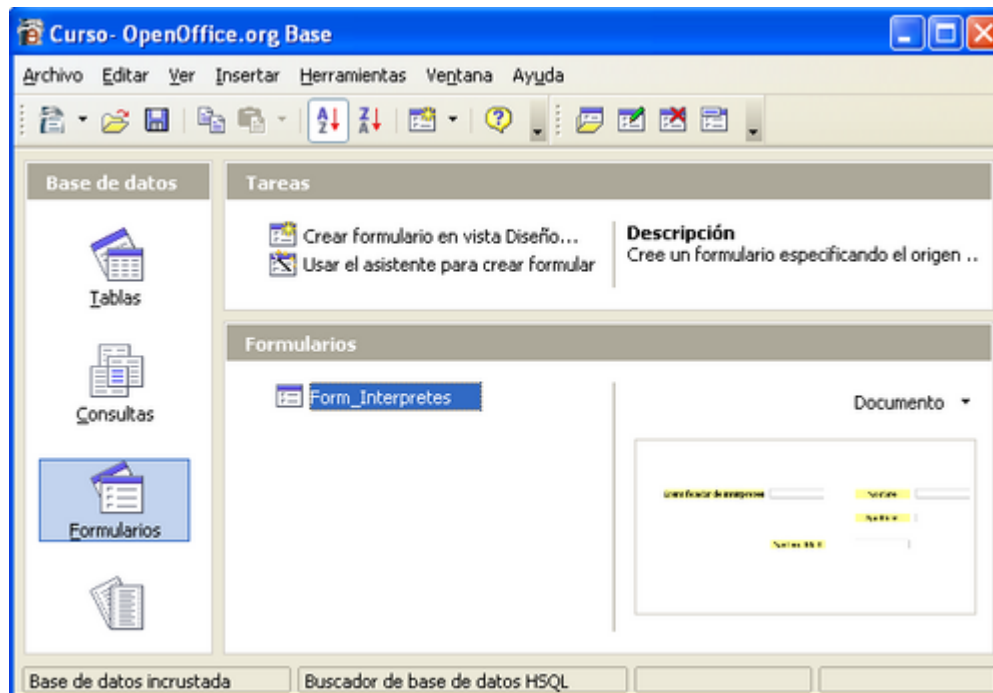 Curso- OpenOffice.org Base
Archivo Editar Ver Insertar Herramientas Ventana Ayuda
Base de datos
Tareas
Crear formulario en vista Diseño...
Usar el asistente para crear formular
Descripción
Cree un formulario especificando el origen ..
Tablas
Consultas
Formularios
Formularios
Form_Interpretes
Documento
Base de datos incrustada
Buscador de base de datos HSQL